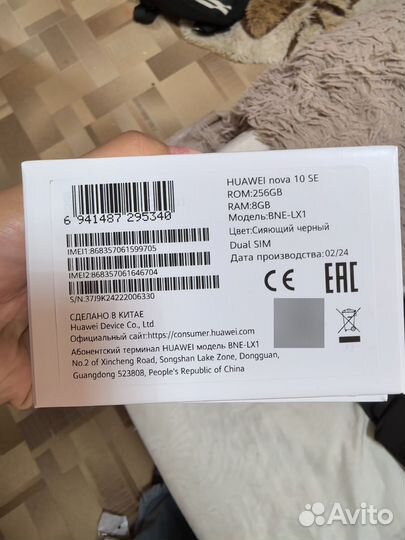 HUAWEI nova 10 SE
ROM:256GB
RAM:8GB
Модель:BNE-LX1
Цвет:Сияющий черный
Dual SIM
Дата производства:02/24
6 941487 295340
IMEI1:868357061599705
IMEI2:868357061646704
S/N:37J9K24222006330
CE
EAC
СДЕЛАНО В КИТАЕ
Huawei Device Co., Ltd
Официальный сайт:https://consumer.huawei.com
Абонентский терминал HUAWEI модель BNE-LX1
No.2 of Xincheng Road, Songshan Lake Zone, Dongguan,
Guangdong 523808, People's Republic of China
Avito